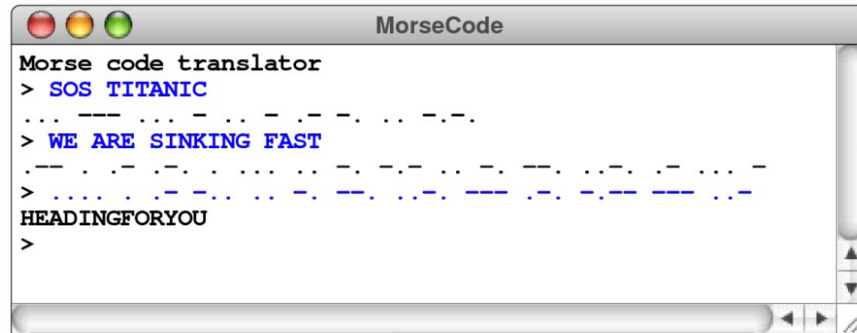 MorseCode
Morse code translator
> SOS TITANIC
... --- ... - .. - .- -. .. -.-.
> WE ARE SINKING FAST
.-- . .- .-. . ... .. -. -.- .. -. --. ..-. .- ... -
> .... . .- -.. .. -. --. ..-. --- .-. -.-- --- ..-
HEADINGFORYOU
>